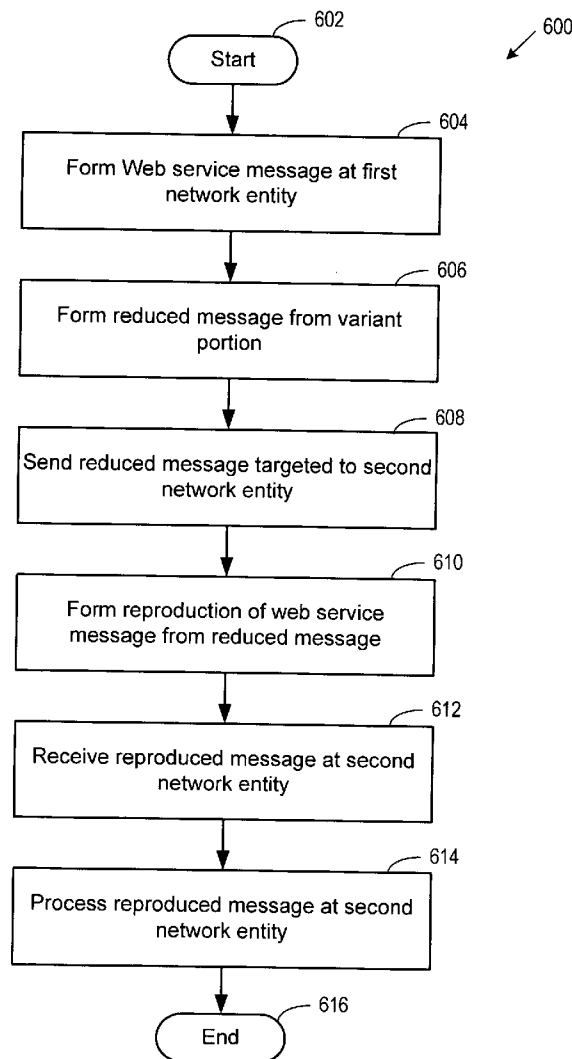 600
602
Start
604
Form Web service message at first
network entity
606
Form reduced message from variant
portion
608
Send reduced message targeted to second
network entity
610
Form reproduction of web service
message from reduced message
612
Receive reproduced message at second
network entity
614
Process reproduced message at second
network entity
End
616